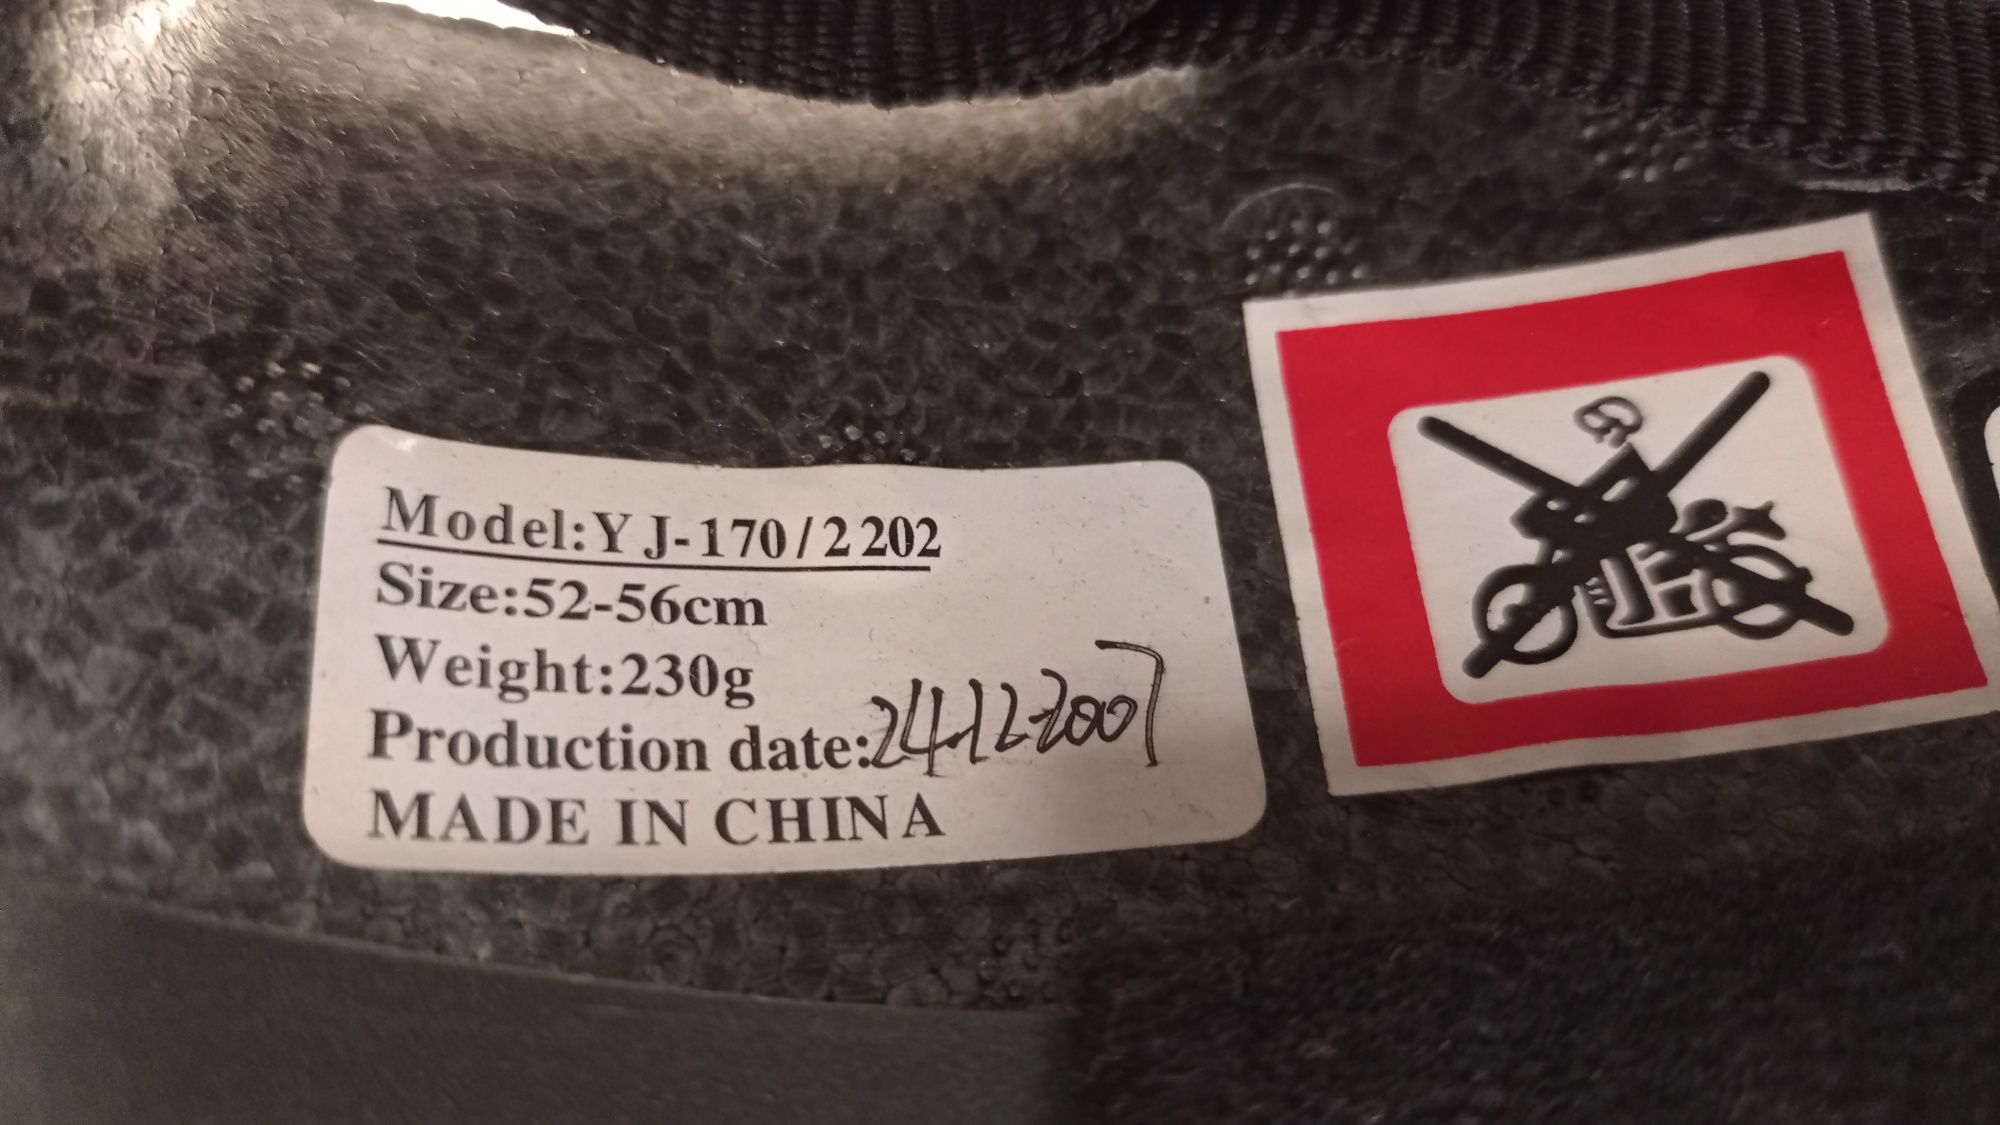 Model:YJ-170/2202
Size:52-56cm
Weight:230g
Production date:24.12.2007
MADE IN CHINA